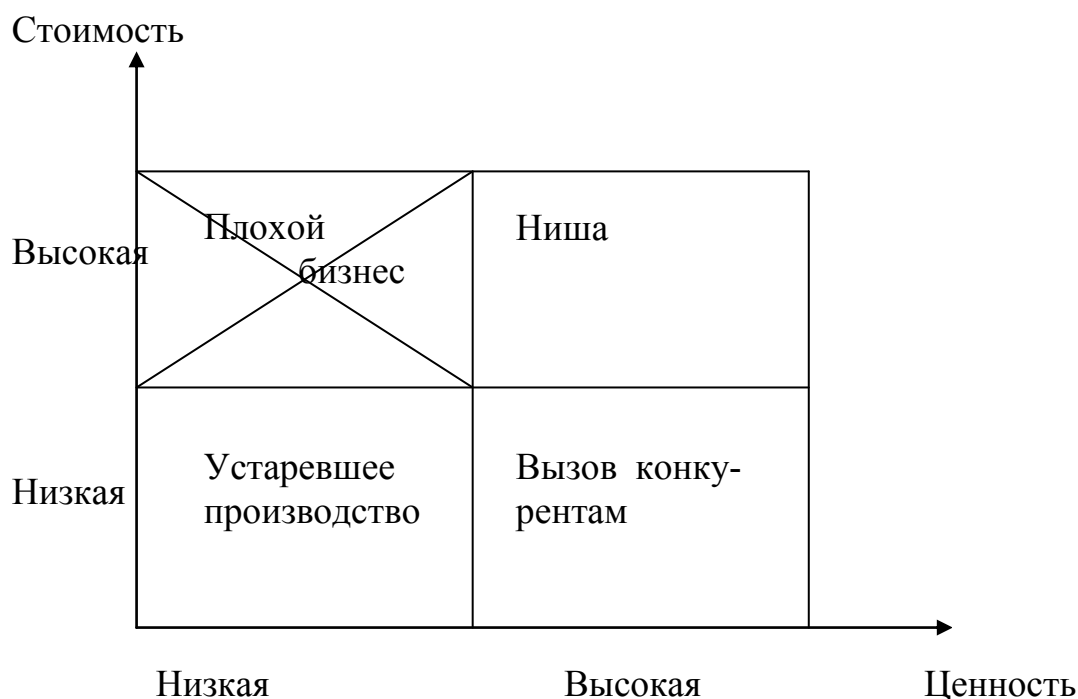 Стоимость
Плохой
Ниша
Высокая
бизнес
Устаревшее
Вызов конку-
Низкая
производство
рентам
Низкая
Высокая
Ценность